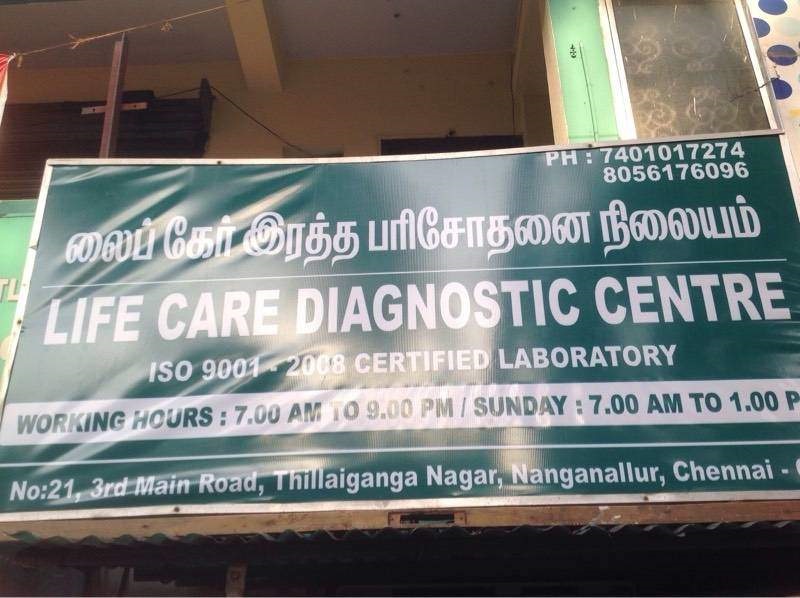 PH : 7401017274
8056176096
லைப் கேர் இரத்த பரிசோதனை நிலையம்
LIFE CARE DIAGNOSTIC CENTRE
ISO 9001 - 2008 CERTIFIED LABORATORY
WORKING HOURS : 7.00 AM TO 9.00 PM / SUNDAY : 7.00 AM TO 1.00 P
No:21, 3rd Main Road, Thillaiganga Nagar, Nanganallur, Chennai -